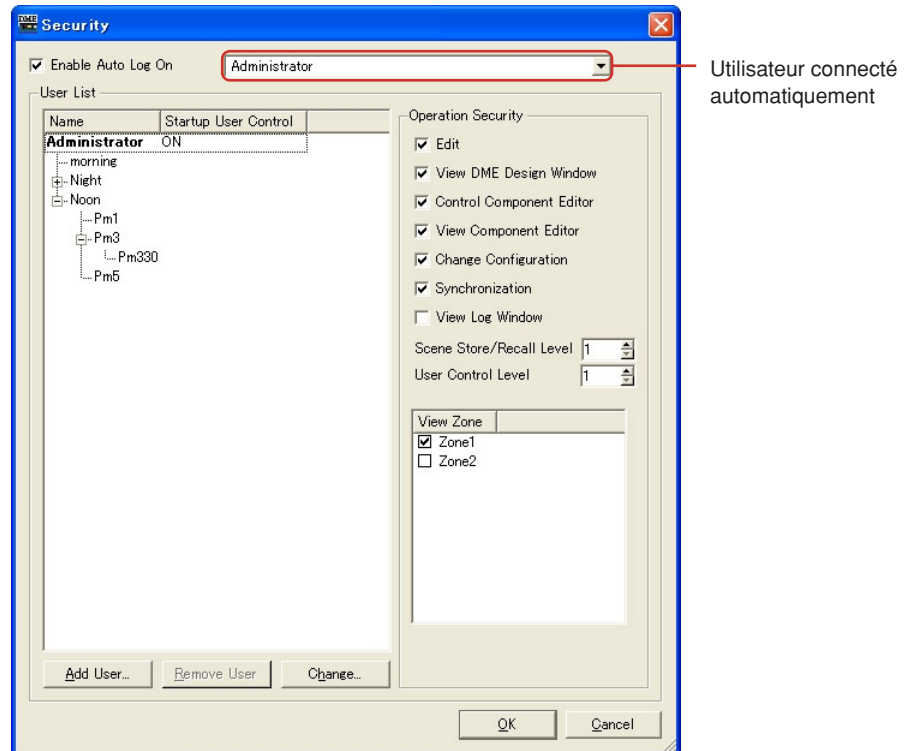 DME Security
Enable Auto Log On
Administrator
Utilisateur connecté
automatiquement
User List
Name Startup User Control
Administrator ON
morning
Night
Noon
Pm1
Pm3
Pm330
Pm5
Operation Security
Edit
View DME Design Window
Control Component Editor
View Component Editor
Change Configuration
Synchronization
View Log Window
Scene Store/Recall Level 1
User Control Level 1
View Zone
Zone1
Zone2
Add User... Remove User Change...
OK Cancel